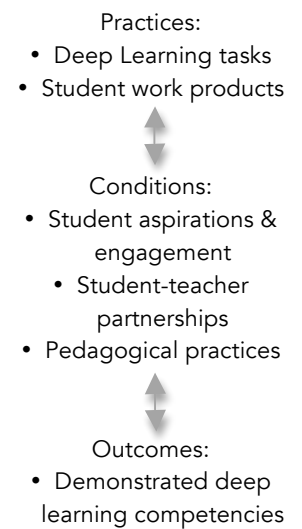 Practices:
• Deep Learning tasks
• Student work products
Conditions:
• Student aspirations &
engagement
• Student-teacher
partnerships
• Pedagogical practices
Outcomes:
• Demonstrated deep
learning competencies